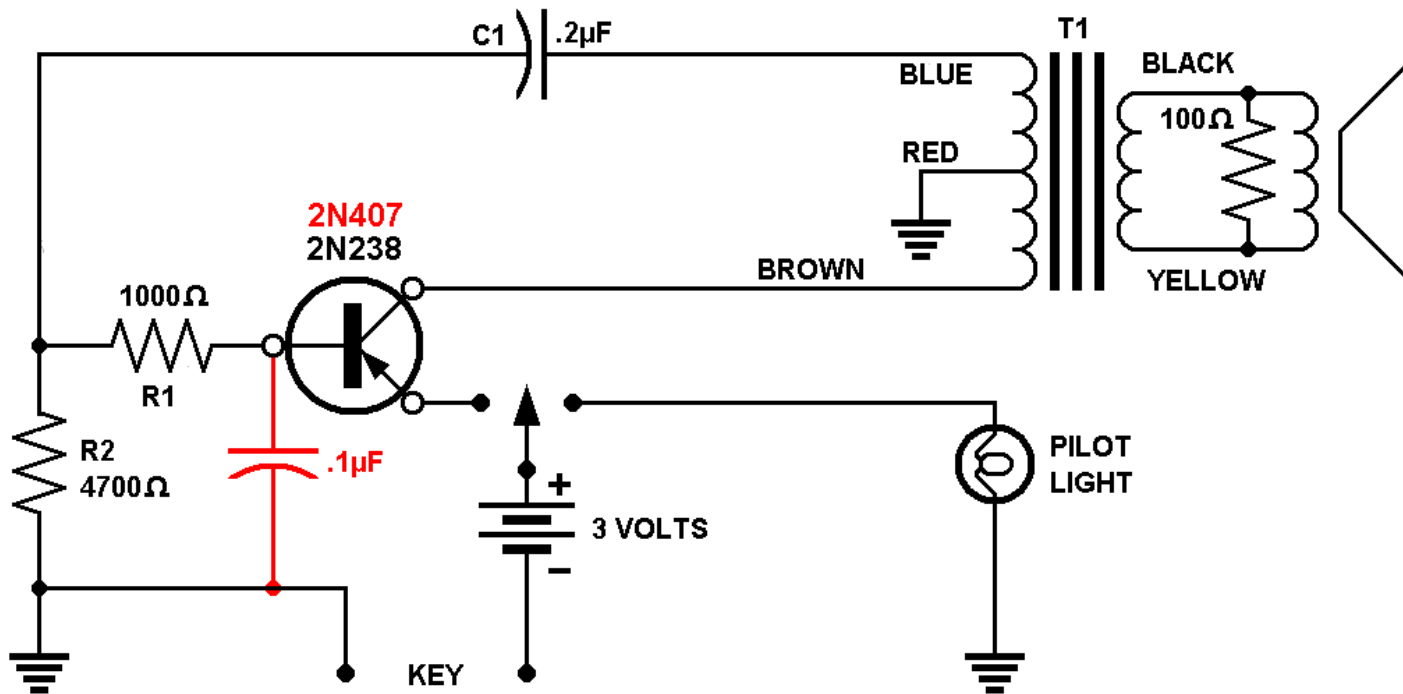 C1
.2µF
T1
BLUE
BLACK
100Ω
RED
2N407
2N238
BROWN
YELLOW
1000Ω
R1
R2
4700Ω
.1µF
+
3 VOLTS
−
PILOT
LIGHT
KEY